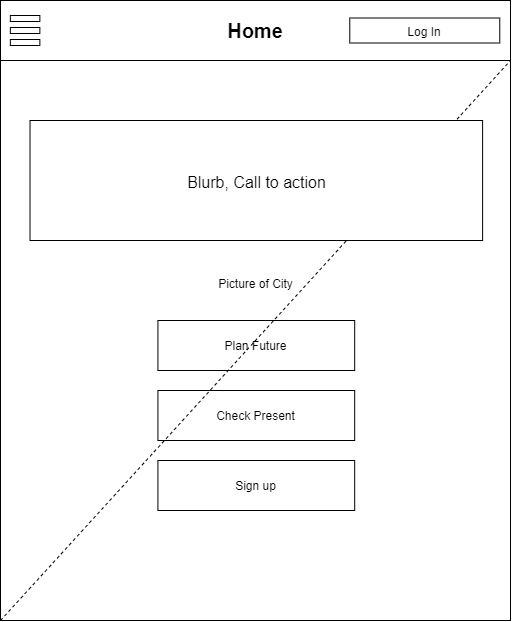 Home
Log In
Blurb, Call to action
Picture of City
Plan Future
Check Present
Sign up